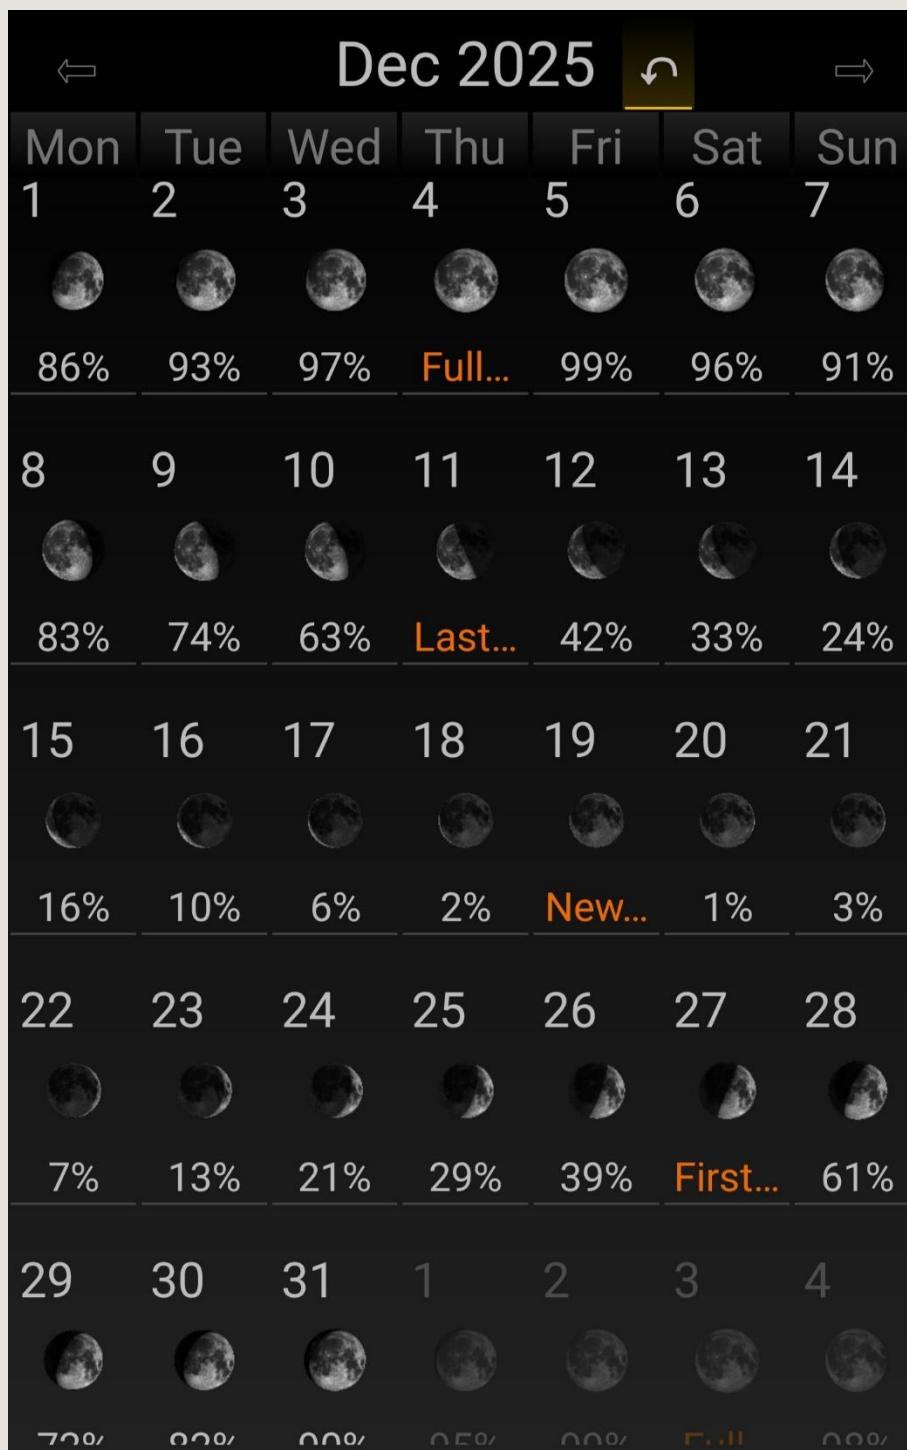 Dec 2025
Mon Tue Wed Thu Fri Sat Sun
1 2 3 4 5 6 7
86% 93% 97% Full... 99% 96% 91%
8 9 10 11 12 13 14
83% 74% 63% Last... 42% 33% 24%
15 16 17 18 19 20 21
16% 10% 6% 2% New... 1% 3%
22 23 24 25 26 27 28
7% 13% 21% 29% 39% First... 61%
29 30 31 1 2 3 4